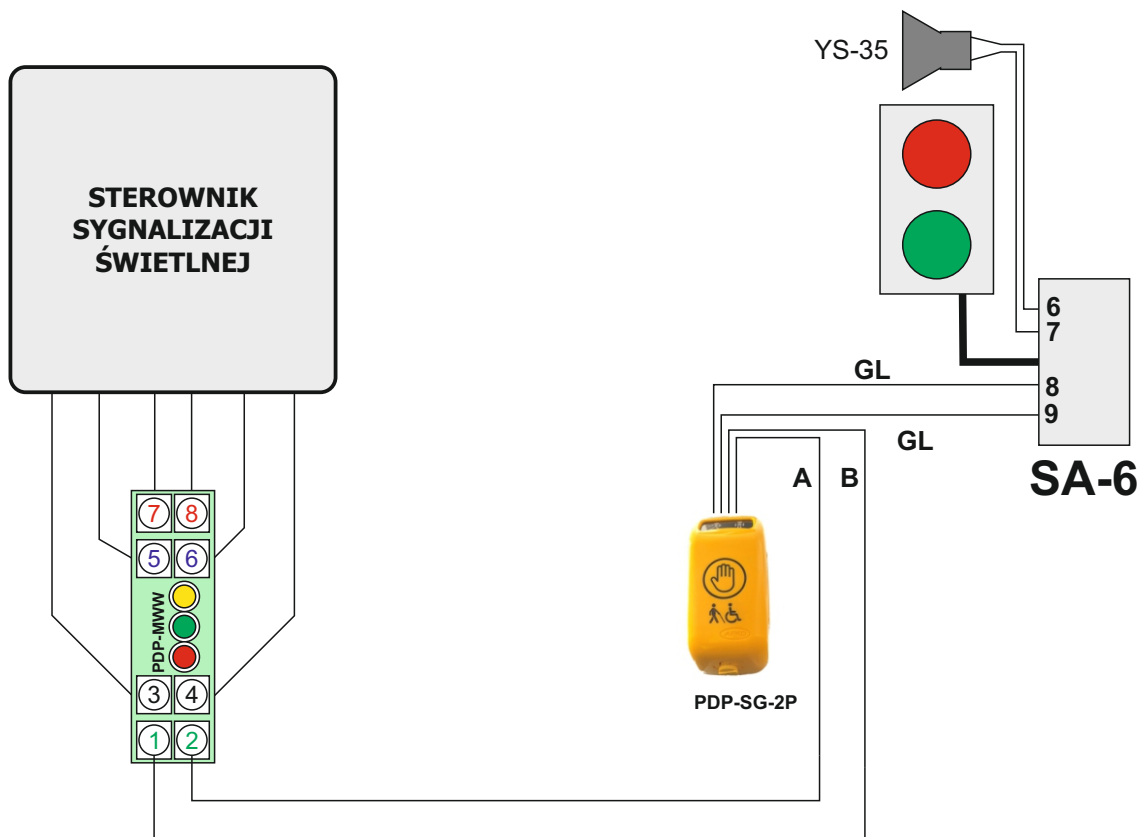 YS-35
STEROWNIK
SYGNALIZACJI
ŚWIETLNEJ
6
7
GL
8
9
GL
SA-6
A B
7 8
5 6
PDP-MWW
3 4
1 2
PDP-SG-2P